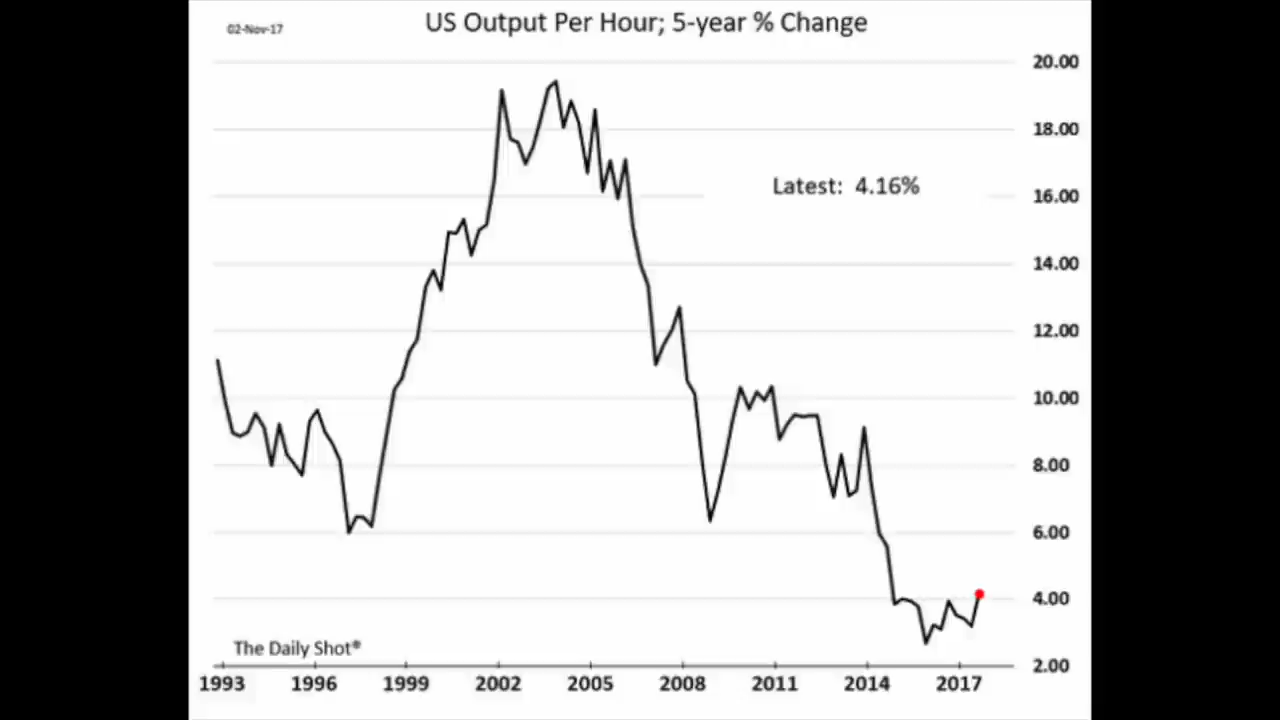 US Output Per Hour; 5-year % Change
02-Nov-17
20.00
18.00
Latest: 4.16%
16.00
14.00
12.00
10.00
8.00
6.00
4.00
The Daily Shot®
2.00
1993 1996 1999 2002 2005 2008 2011 2014 2017